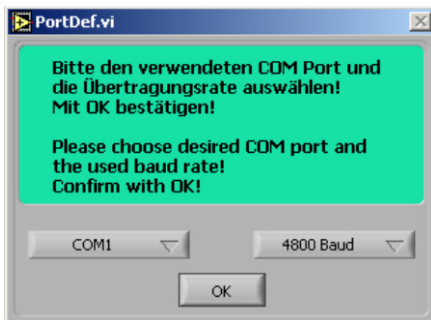 PortDef.vi
Bitte den verwendeten COM Port und
die Übertragungsrate auswählen!
Mit OK bestätigen!
Please choose desired COM port and
the used baud rate!
Confirm with OK!
COM1
4800 Baud
OK